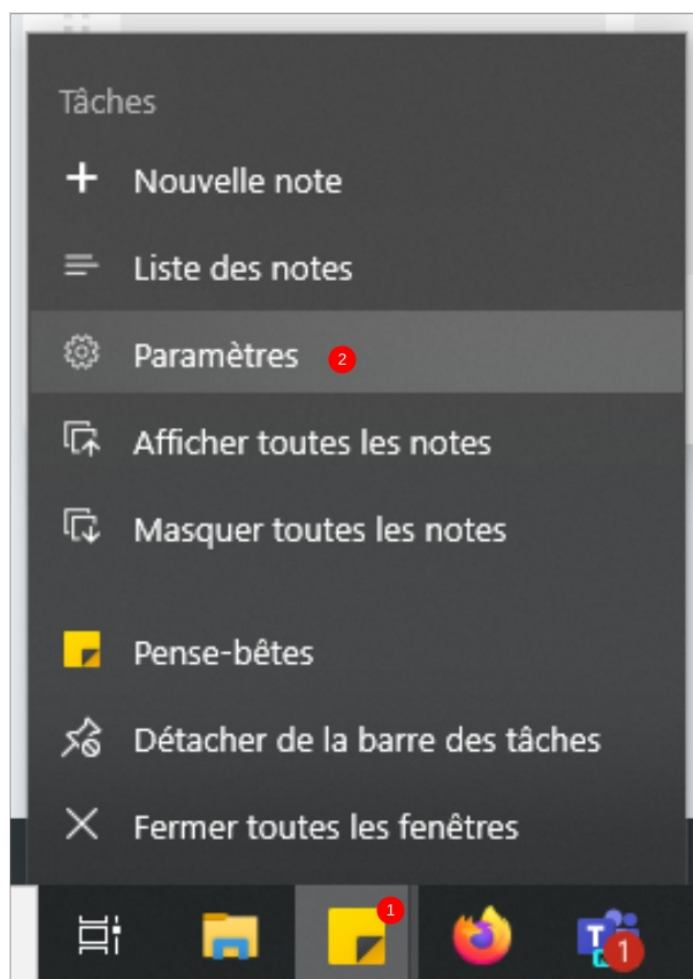 Tâches
Nouvelle note
Liste des notes
Paramètres 2
Afficher toutes les notes
Masquer toutes les notes
Pense-bêtes
Détacher de la barre des tâches
Fermer toutes les fenêtres
1
T 1